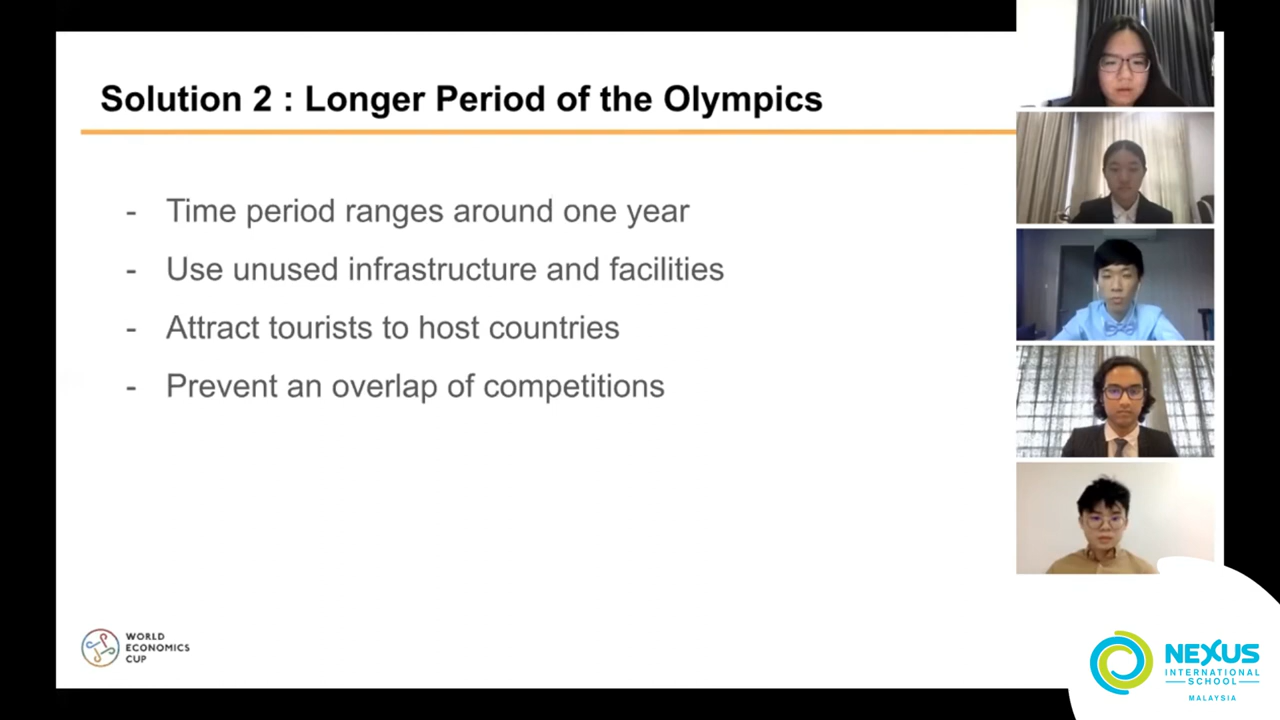 Solution 2 : Longer Period of the Olympics
- Time period ranges around one year
- Use unused infrastructure and facilities
- Attract tourists to host countries
- Prevent an overlap of competitions
WORLD
ECONOMICS
CUP
NEXUS
INTERNATIONAL
SCHOOL
MALAYSIA